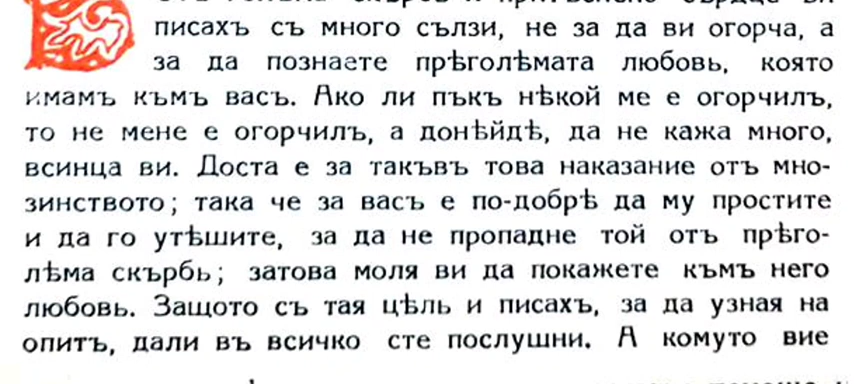 писахъ съ много сълзи, не за да ви огорча, а
за да познаете прѣголѣмата любовь, която
имамъ къмъ васъ. Ако ли пъкъ нѣкой ме е огорчилъ,
то не мене е огорчилъ, а донѣйдѣ, да не кажа много,
всинца ви. Доста е за такъвъ това наказание отъ мно-
зинството; така че за васъ е по-добрѣ да му простите
и да го утѣшите, за да не пропадне той отъ прѣго-
лѣма скърбь; затова моля ви да покажете къмъ него
любовь. Защото съ тая цѣль и писахъ, за да узная на
опитъ, дали въ всичко сте послушни. А комуто вие